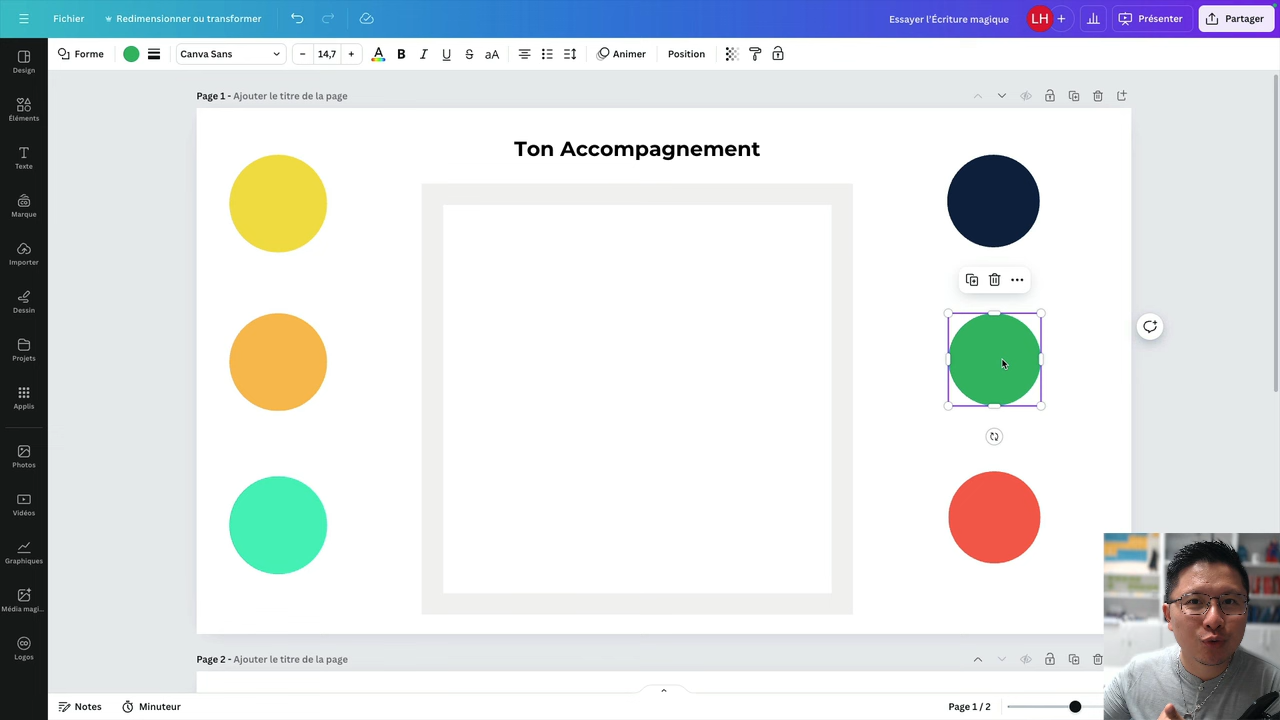 Fichier
Redimensionner ou transformer
Essayer l'Écriture magique
LH
Présenter
Partager
Forme
Canva Sans
14,7
A
B
I
U
S
aA
Animer
Position
Design
Éléments
Texte
Marque
Importer
Dessin
Projets
Applis
Photos
Vidéos
Graphiques
Média magi...
Logos
Page 1 - Ajouter le titre de la page
Ton Accompagnement
Page 2 - Ajouter le titre de la page
Notes
Minuteur
Page 1 / 2